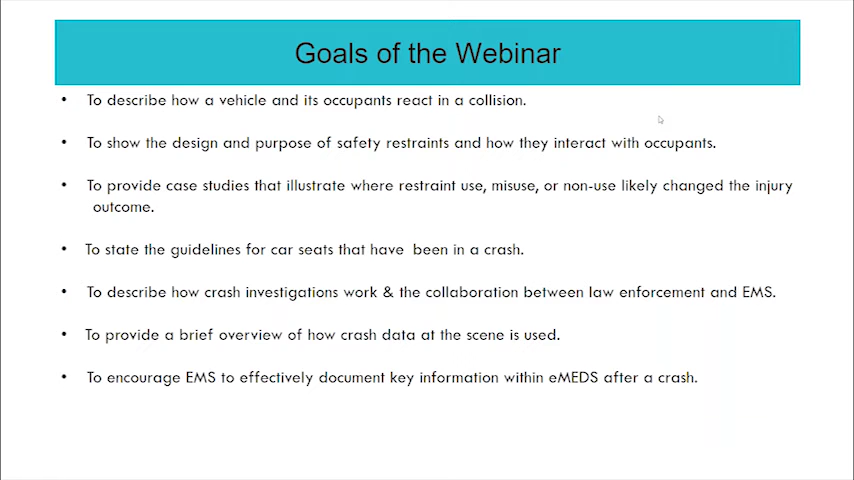 Goals of the Webinar
• To describe how a vehicle and its occupants react in a collision.
• To show the design and purpose of safety restraints and how they interact with occupants.
• To provide case studies that illustrate where restraint use, misuse, or non-use likely changed the injury
outcome.
• To state the guidelines for car seats that have  been in a crash.
• To describe how crash investigations work & the collaboration between law enforcement and EMS.
• To provide a brief overview of how crash data at the scene is used.
• To encourage EMS to effectively document key information within eMEDS after a crash.